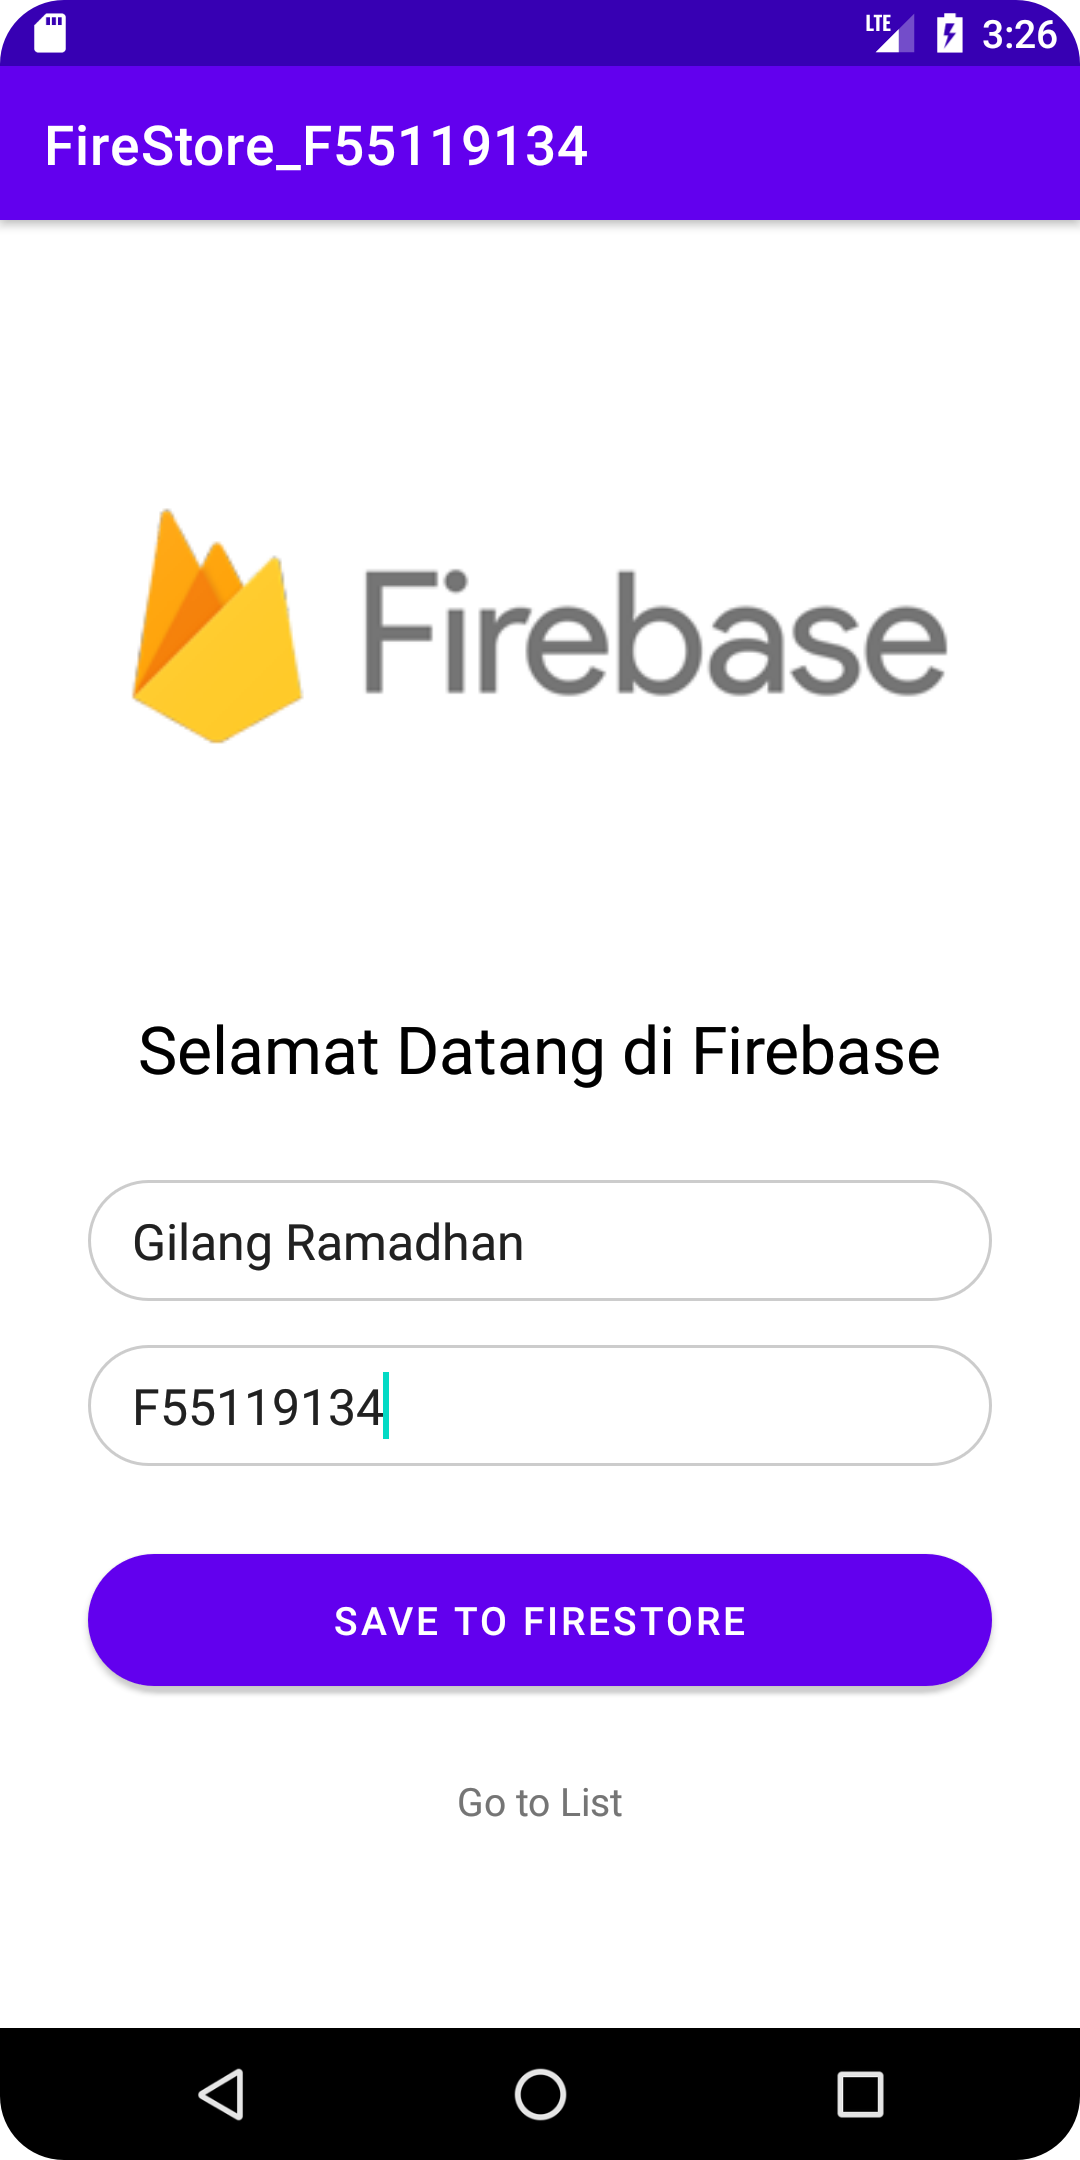 LTE 3:26
FireStore_F55119134
Firebase
Selamat Datang di Firebase
Gilang Ramadhan
F55119134
SAVE TO FIRESTORE
Go to List